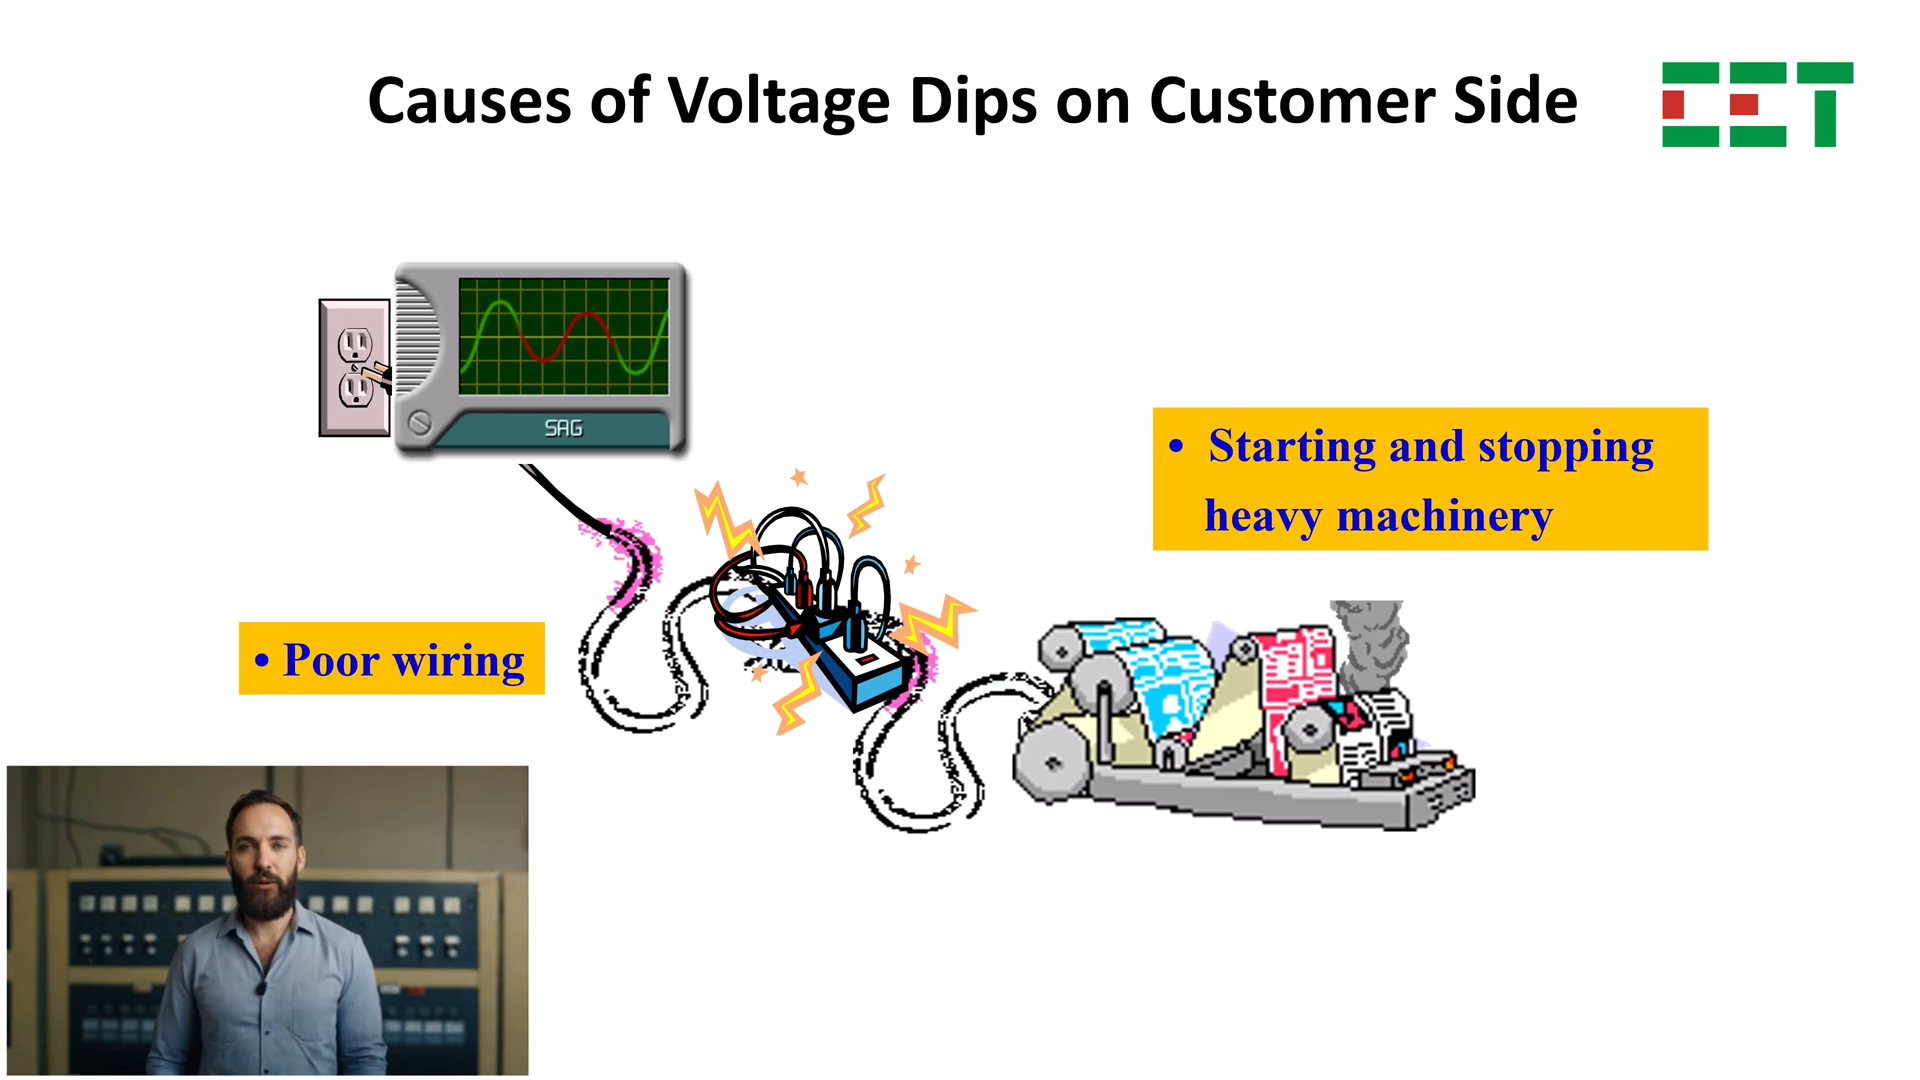 Causes of Voltage Dips on Customer Side
CET
SAG
• Starting and stopping
heavy machinery
• Poor wiring